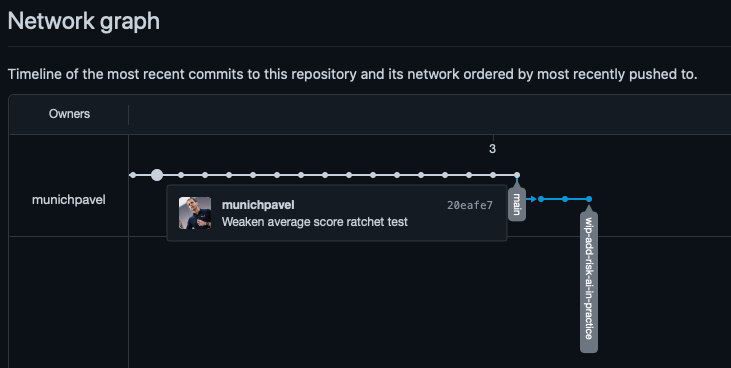 Network graph
Timeline of the most recent commits to this repository and its network ordered by most recently pushed to.
Owners
3
munichpavel
munichpavel 20eafe7
Weaken average score ratchet test
main
wip-add-risk-ai-in-practice